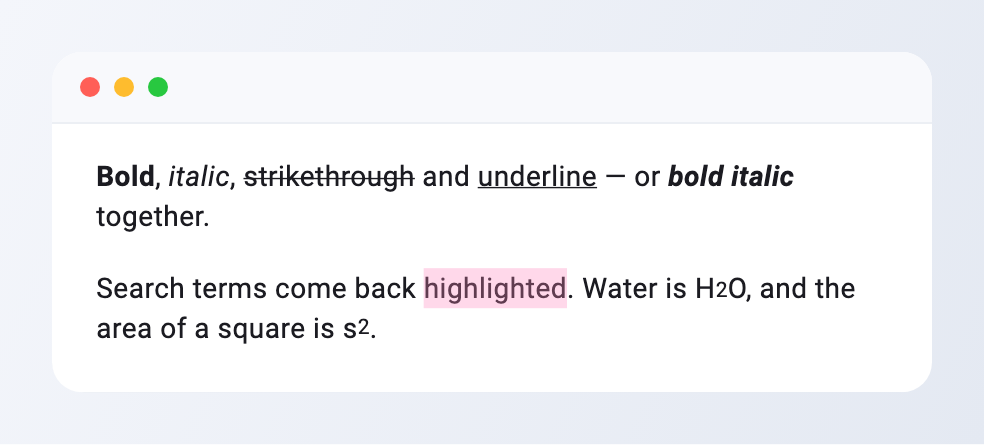 Bold, italic, strikethrough and underline — or bold italic
together.
Search terms come back highlighted. Water is H2O, and the
area of a square is s2.